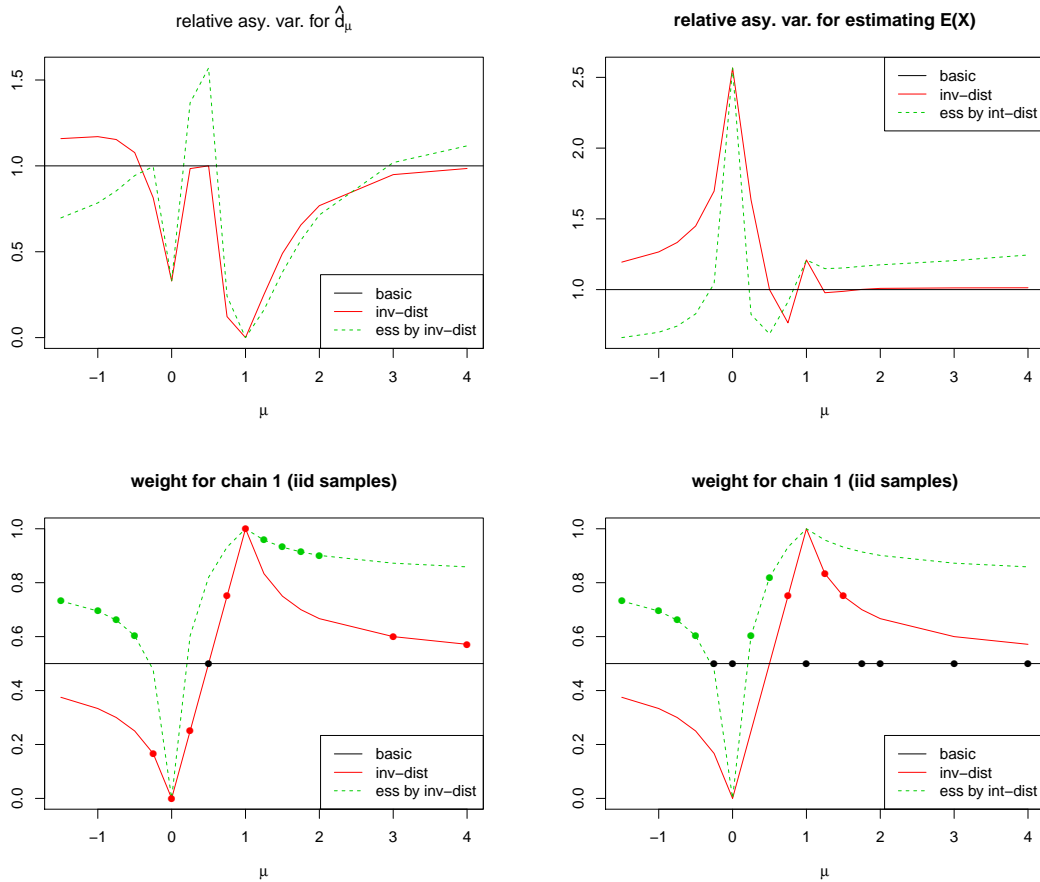 relative asy. var. for d̂μ
0.0 0.5 1.0 1.5
basic
inv−dist
ess by inv−dist
−1 0 1 2 3 4
μ
relative asy. var. for estimating E(X)
1.0 1.5 2.0 2.5
basic
inv−dist
ess by int−dist
−1 0 1 2 3 4
μ
weight for chain 1 (iid samples)
0.0 0.2 0.4 0.6 0.8 1.0
basic
inv−dist
ess by inv−dist
−1 0 1 2 3 4
μ
weight for chain 1 (iid samples)
0.0 0.2 0.4 0.6 0.8 1.0
basic
inv−dist
ess by int−dist
−1 0 1 2 3 4
μ